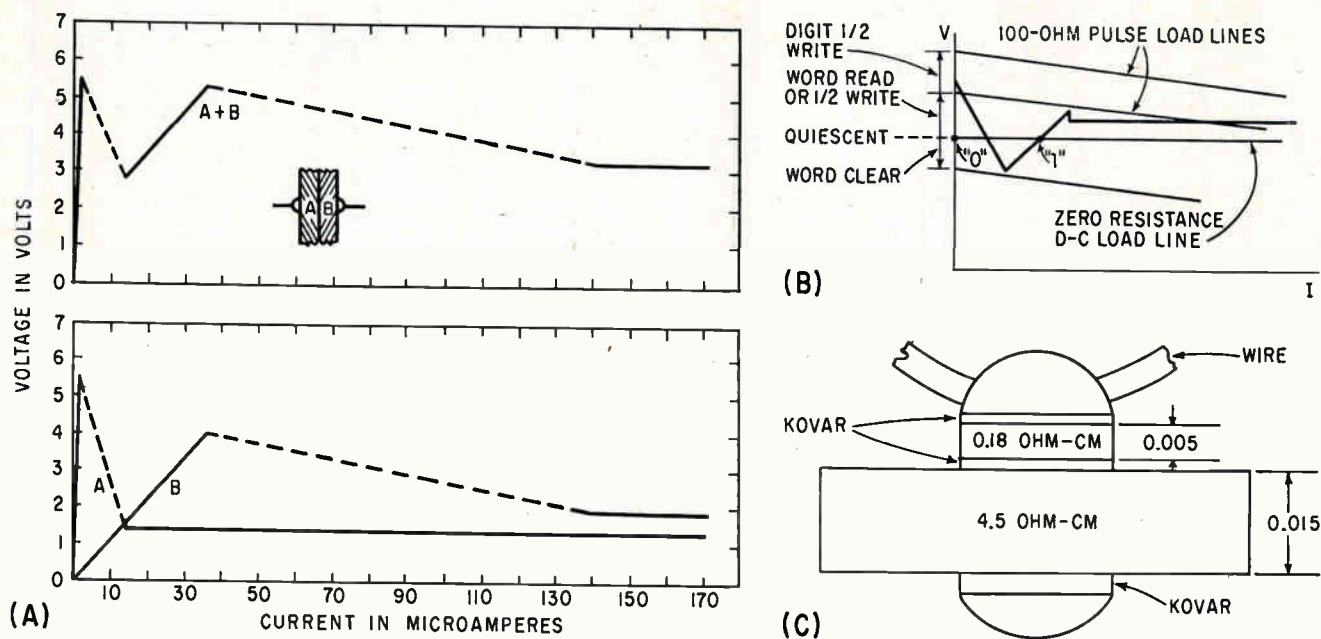 VOLTAGE IN VOLTS
7
6
5
4
3
2
1
0
A+B
A B
7
6
5
4
3
2
1
0
A
B
10 30 50 70 90 110 130 150 170
CURRENT IN MICROAMPERES
(A)
V
DIGIT 1/2
WRITE
WORD READ
OR 1/2 WRITE
QUIESCENT
WORD CLEAR
100-OHM PULSE LOAD LINES
"0"
"1"
ZERO RESISTANCE
D-C LOAD LINE
I
(B)
WIRE
KOVAR
0.18 OHM-CM
0.005
4.5 OHM-CM
0.015
KOVAR
(C)